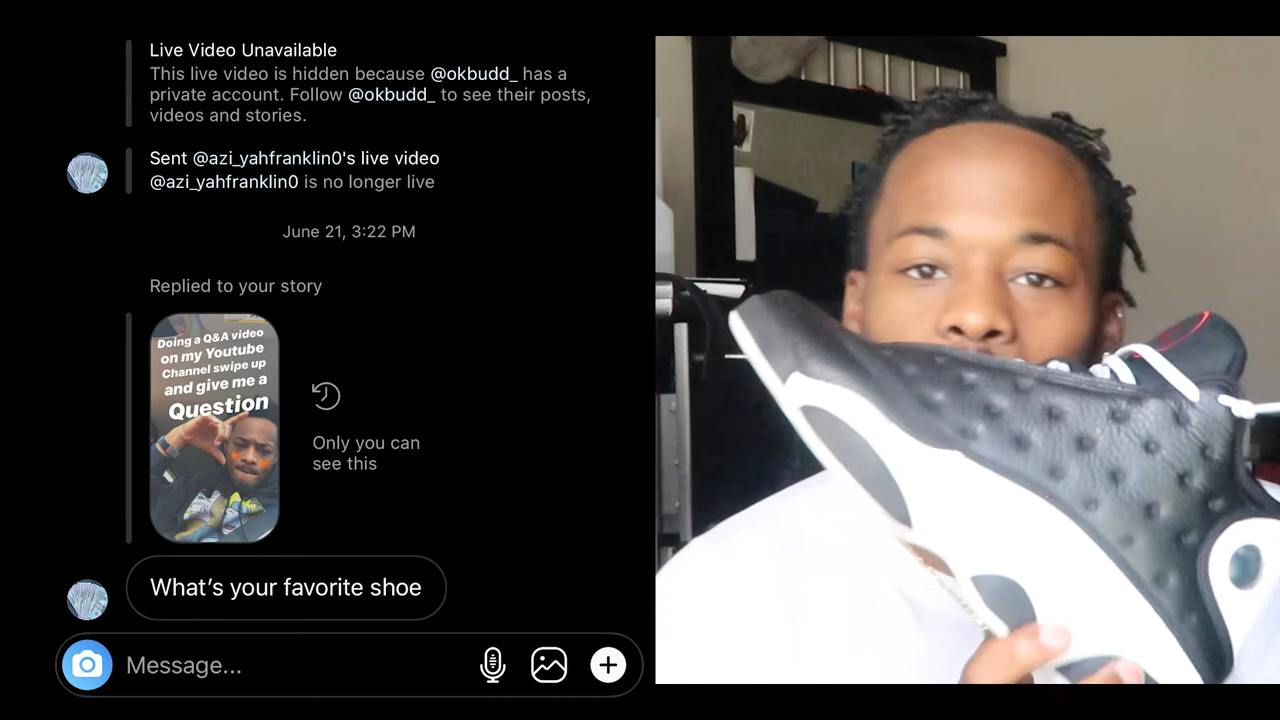 Live Video Unavailable
This live video is hidden because @okbudd_ has a
private account. Follow @okbudd_ to see their posts,
videos and stories.
Sent @azi_yahfranklin0's live video
@azi_yahfranklin0 is no longer live
June 21, 3:22 PM
Replied to your story
Doing a Q&A video
on my Youtube
Channel swipe up
and give me a
Question
Only you can
see this
What’s your favorite shoe
Message...